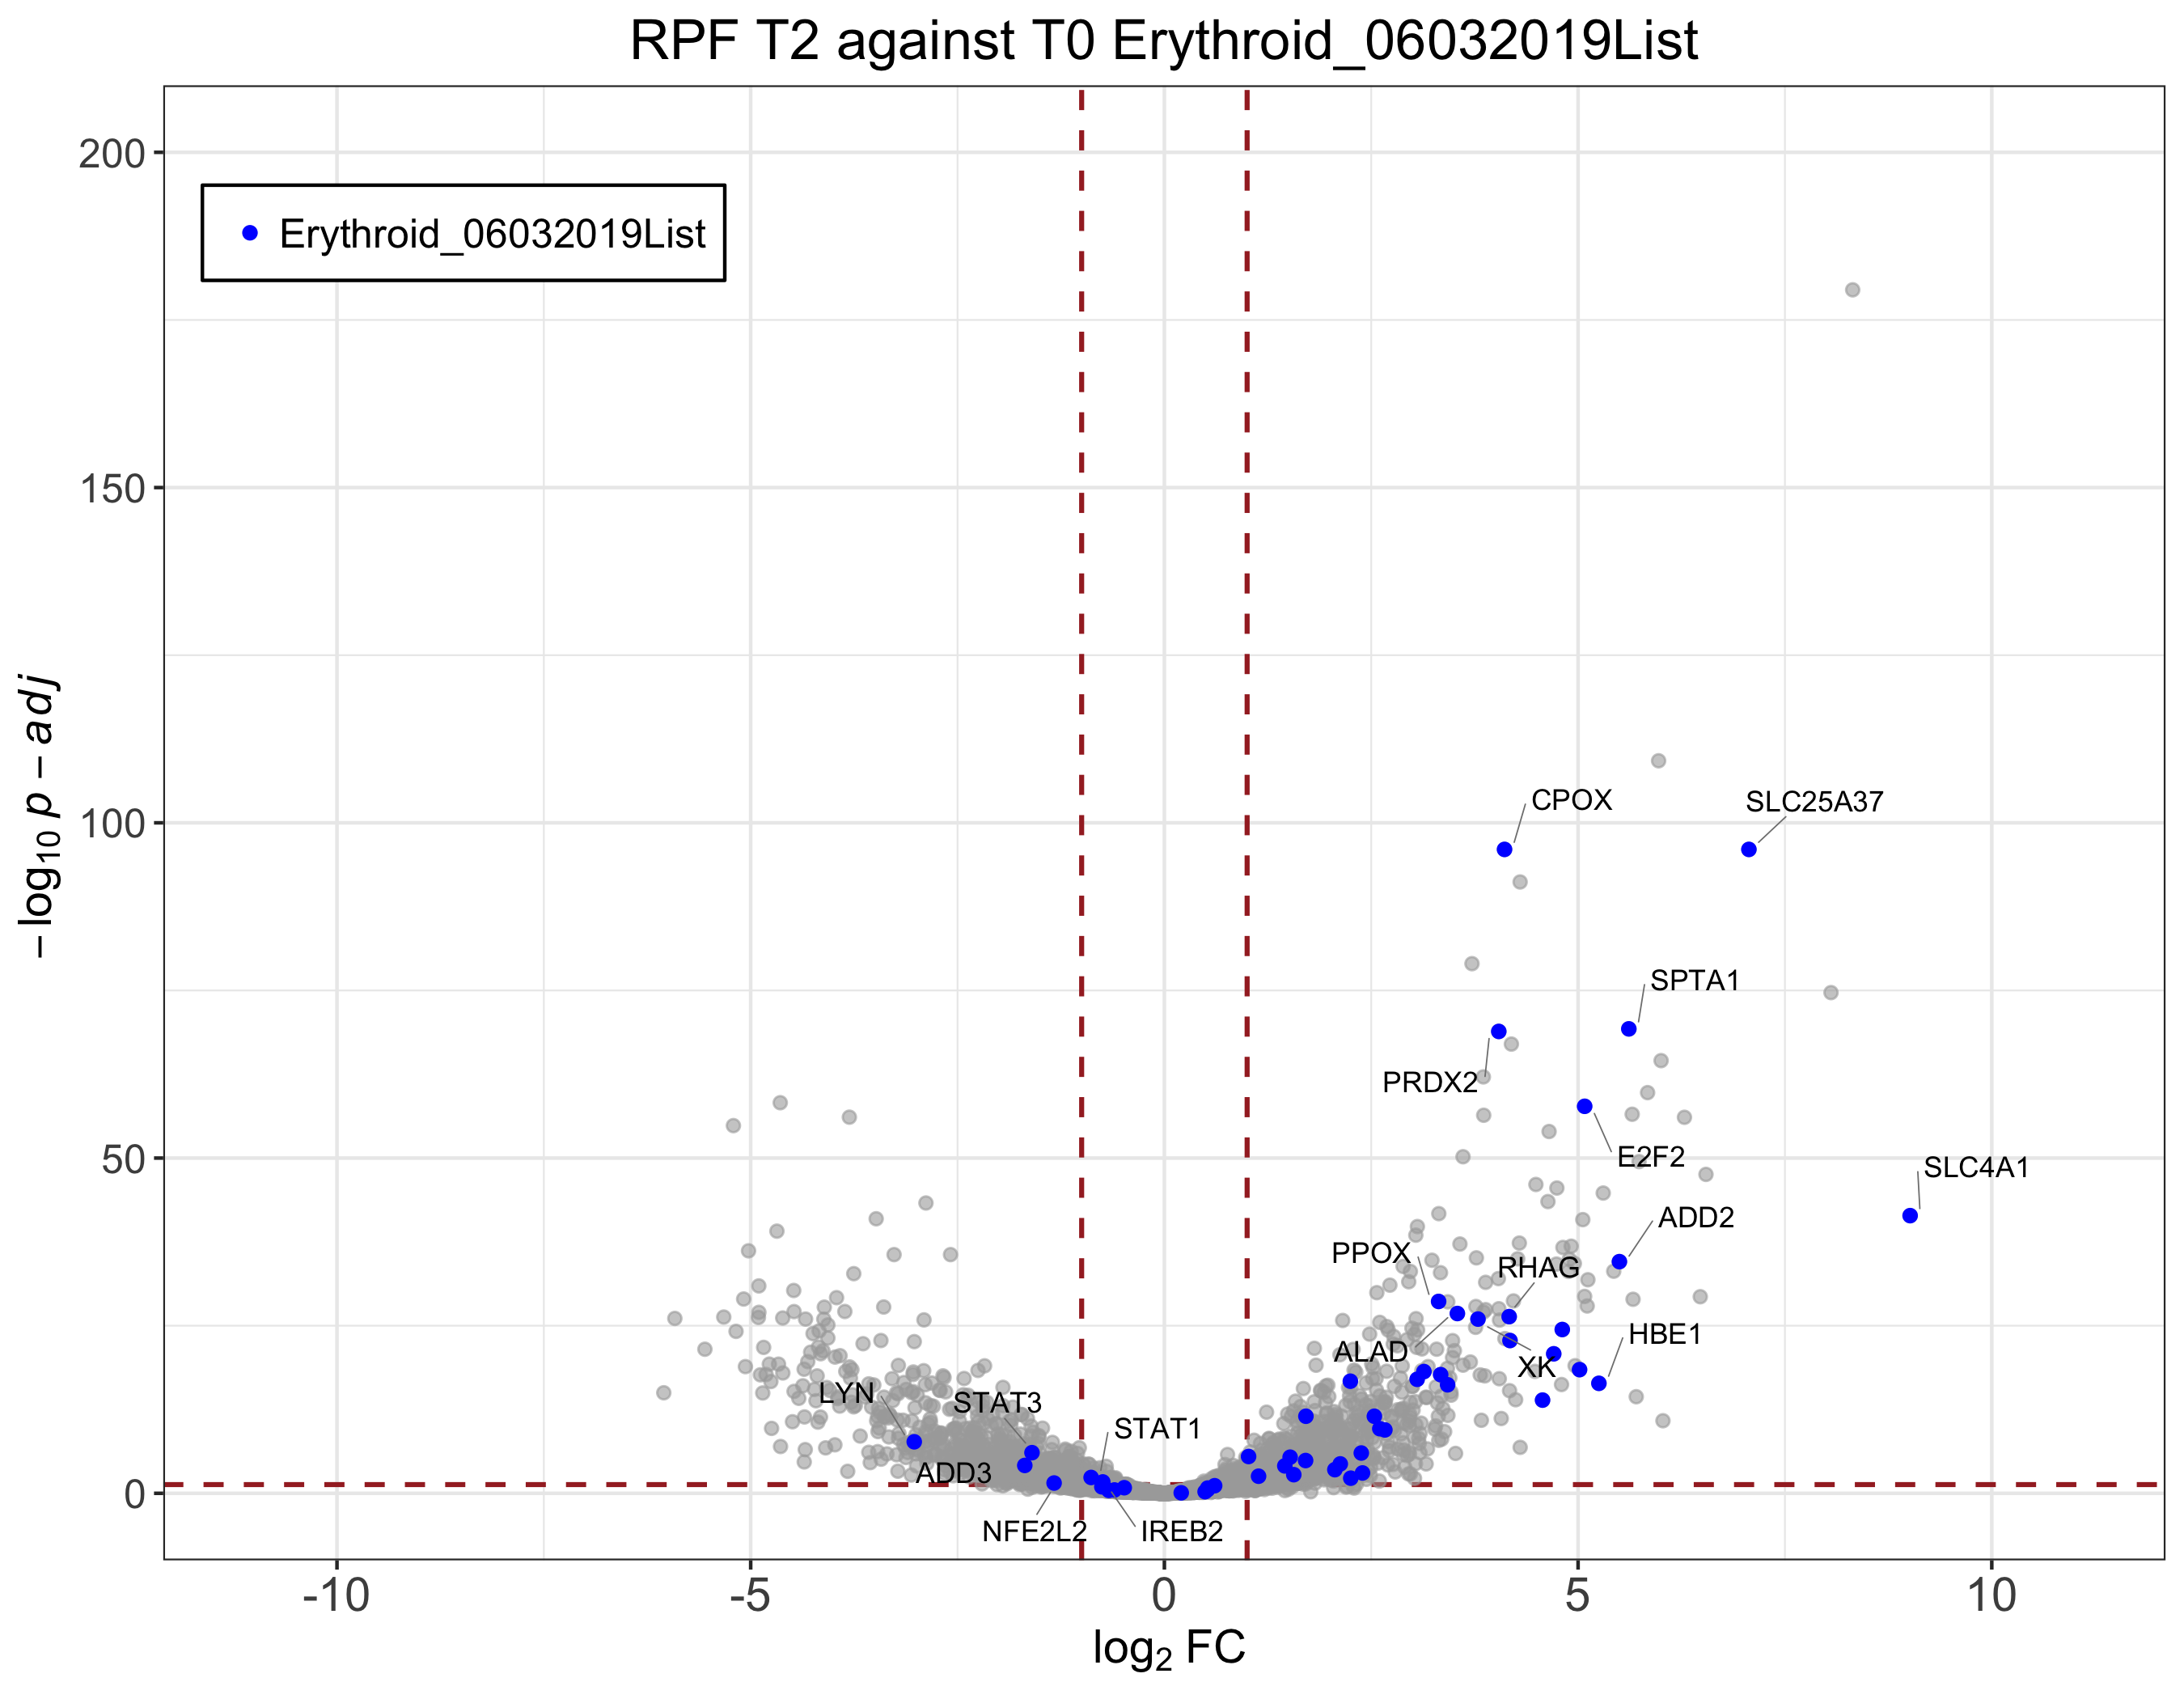 RPF T2 against T0 Erythroid_06032019List
200
Erythroid_06032019List
150
CPOX
SLC25A37
100
SPTA1
PRDX2
E2F2
SLC4A1
50
ADD2
PPOX
RHAG
HBE1
ALAD
XK
LYN
STAT3
STAT1
ADD3
0
NFE2L2
IREB2
-10
-5
0
5
10
log2 FC
−log10 p − adj